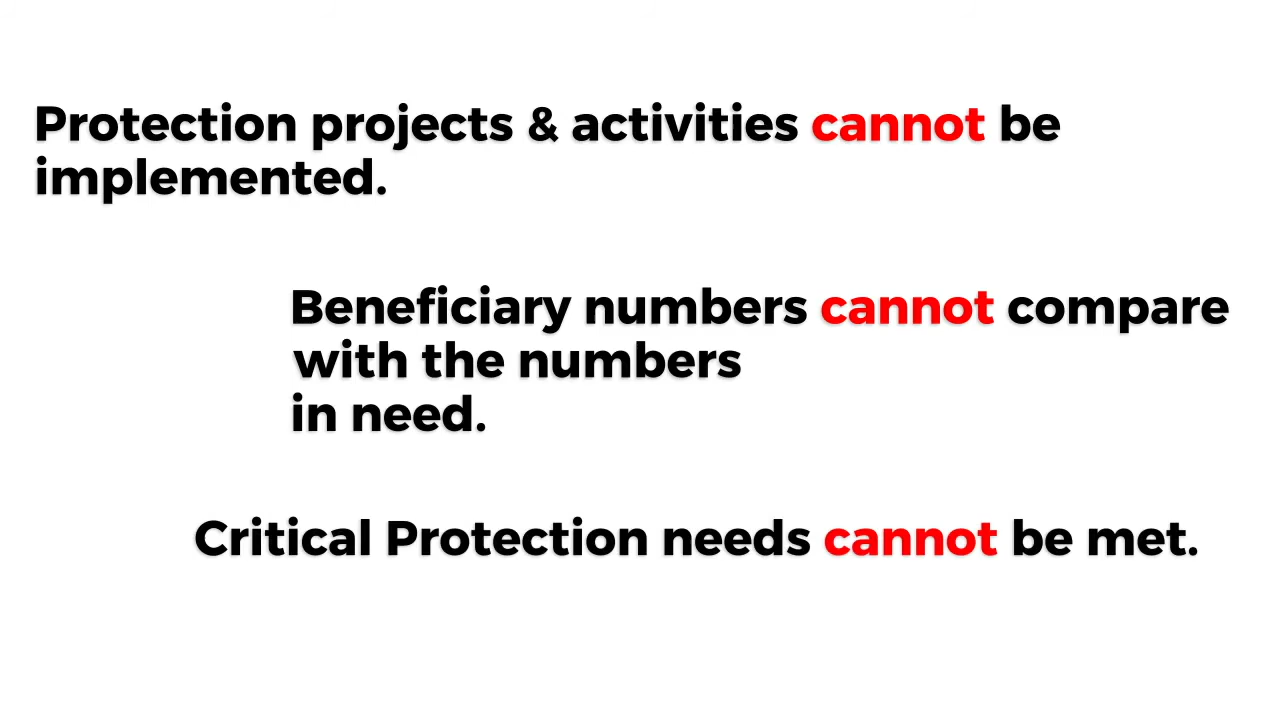 Protection projects & activities cannot be
implemented.
Beneficiary numbers cannot compare
with the numbers
in need.
Critical Protection needs cannot be met.